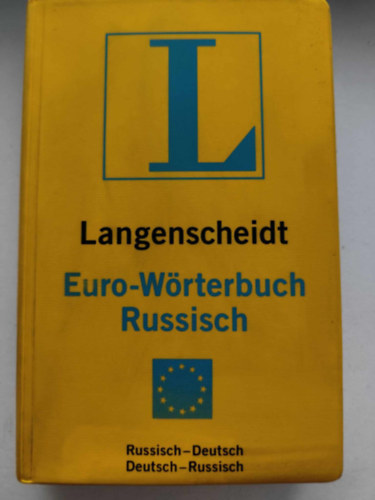 L
Langenscheidt
Euro-Wörterbuch
Russisch
Russisch–Deutsch
Deutsch–Russisch